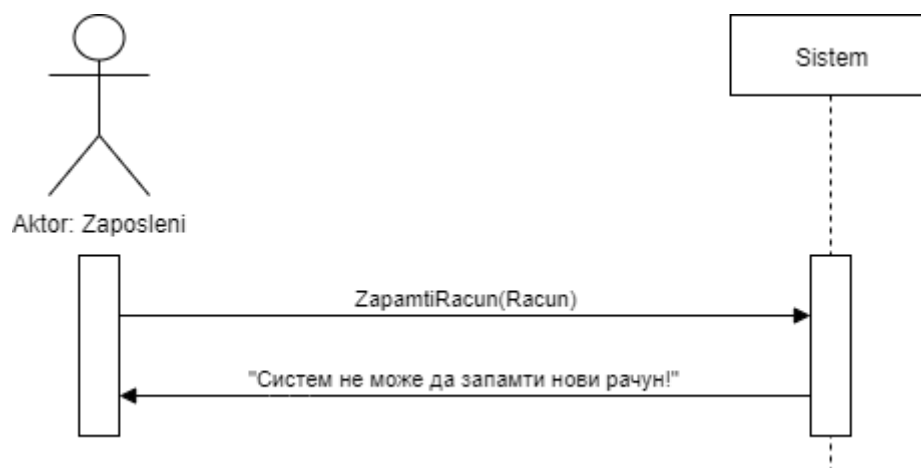 Sistem
Aktor: Zaposleni
ZapamtiRacun(Racun)
"Систем не може да запамти нови рачун!"